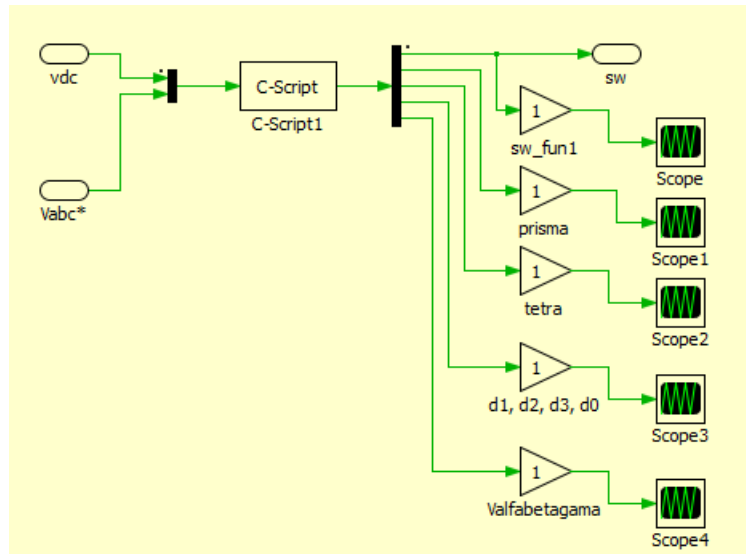 vdc
Vabc*
C-Script
C-Script1
sw
1
sw_fun1
Scope
1
prisma
Scope1
1
tetra
Scope2
1
d1, d2, d3, d0
Scope3
1
Valfabetagama
Scope4